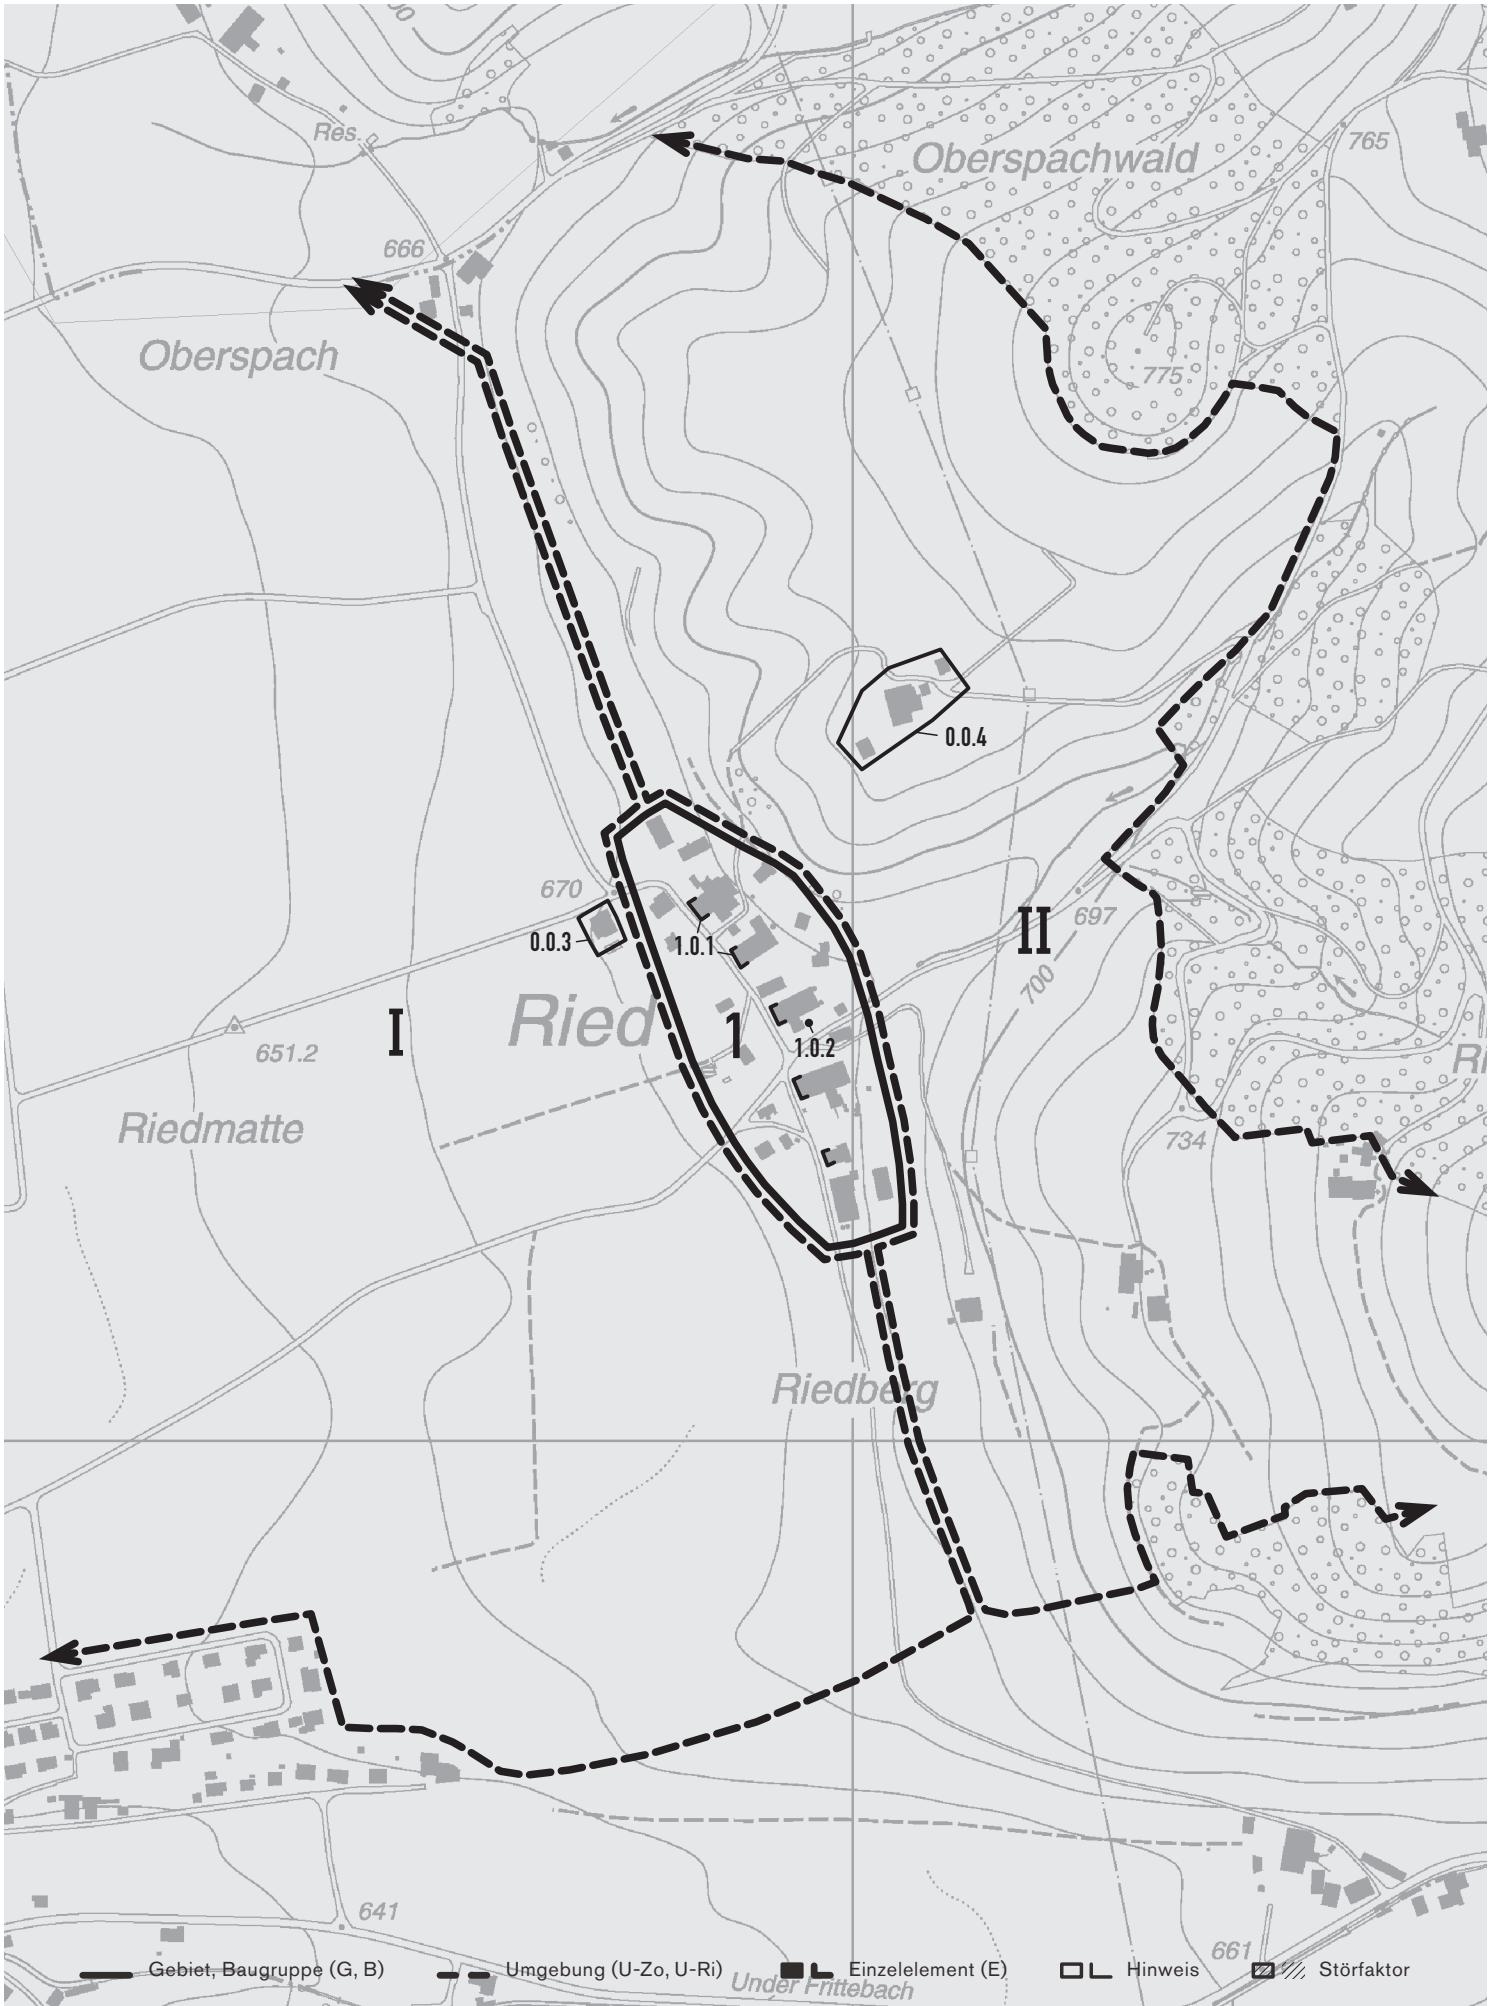 00
Res.
Oberspachwald
765
666
Oberspach
775
0.0.4
670
697
0.0.3
1.0.1
II
700
Ried
1
I
651.2
1.0.2
Ri
Riedmatte
734
Riedberg
641
661
Gebiet, Baugruppe (G, B) Umgebung (U-Zo, U-Ri) Einzelelement (E) Hinweis Störfaktor
Under Frittebach